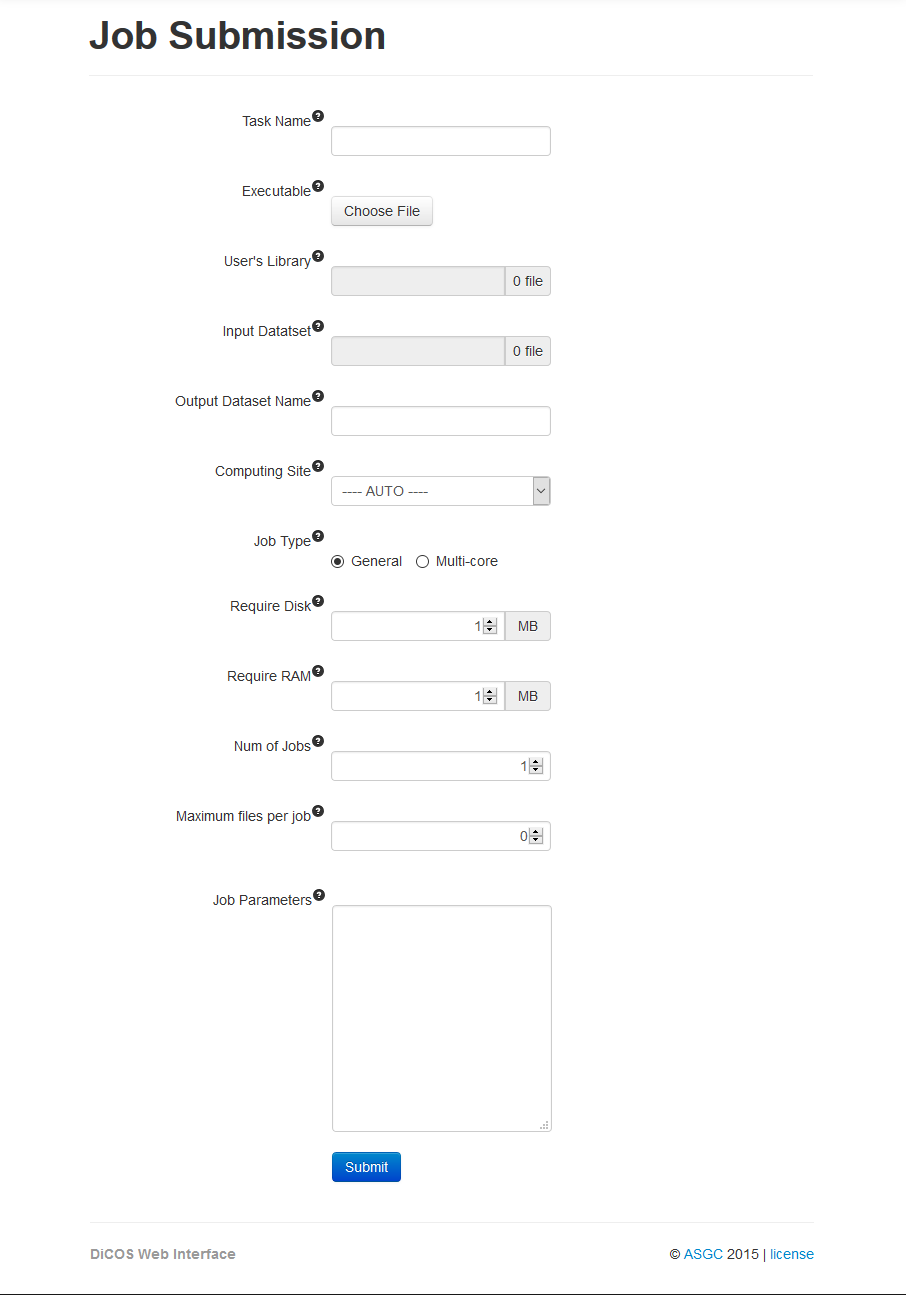 Job Submission
Task Name?
Executable?
Choose File
User's Library?
0 file
Input Datatset?
0 file
Output Dataset Name?
Computing Site?
---- AUTO ----
Job Type?
General Multi-core
Require Disk?
1 MB
Require RAM?
1 MB
Num of Jobs?
1
Maximum files per job?
0
Job Parameters?
Submit
DiCOS Web Interface © ASGC 2015 | license